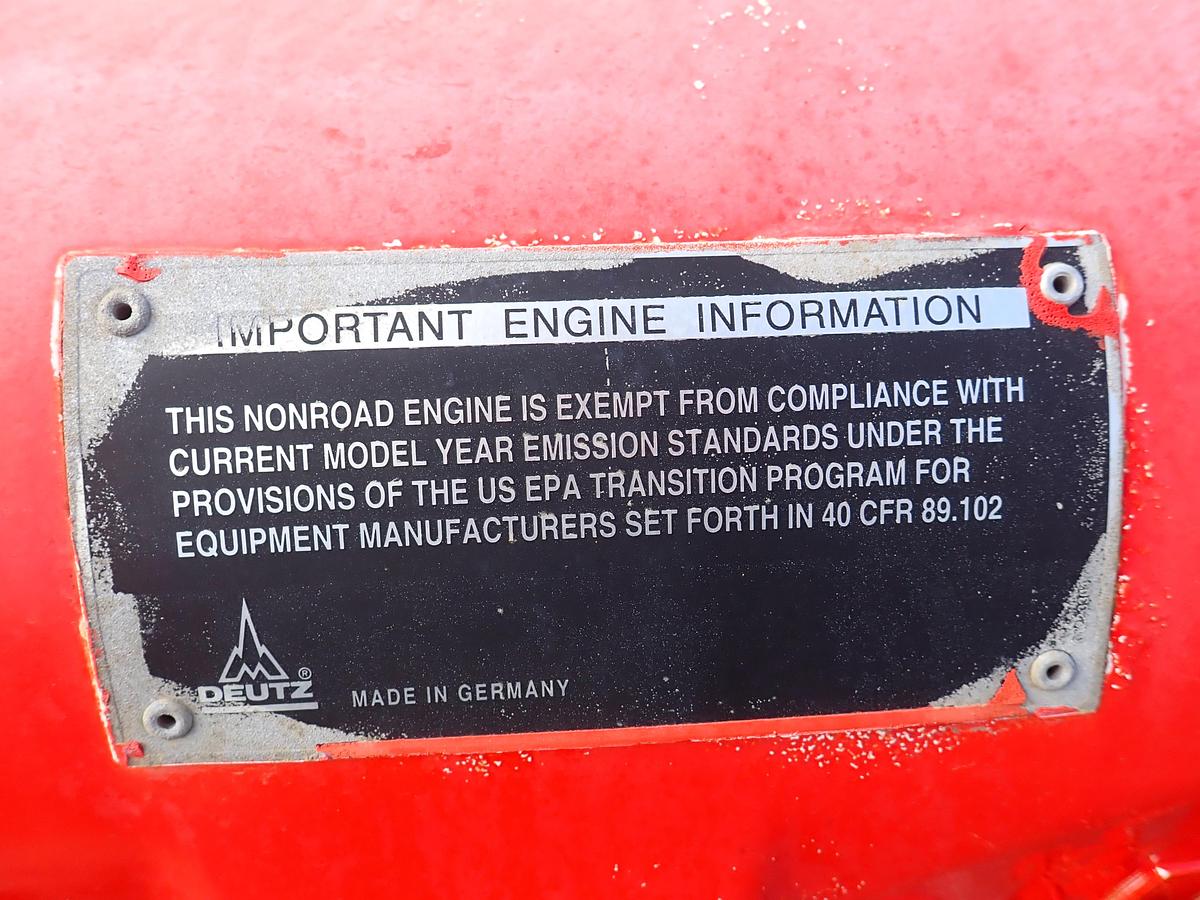 IMPORTANT ENGINE INFORMATION
THIS NONROAD ENGINE IS EXEMPT FROM COMPLIANCE WITH
CURRENT MODEL YEAR EMISSION STANDARDS UNDER THE
PROVISIONS OF THE US EPA TRANSITION PROGRAM FOR
EQUIPMENT MANUFACTURERS SET FORTH IN 40 CFR 89.102
DEUTZ®
MADE IN GERMANY